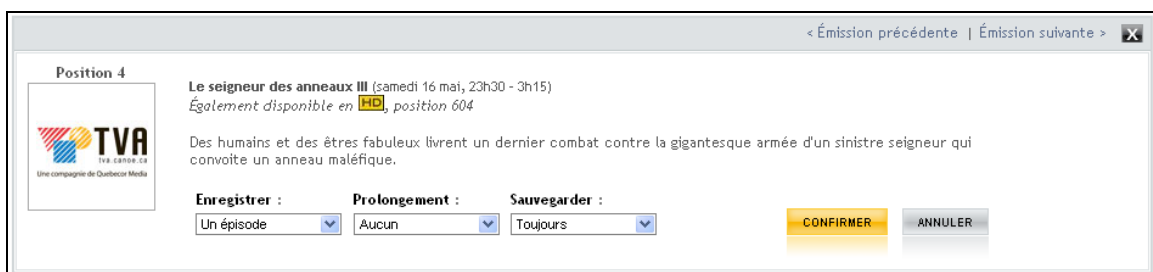 < Émission précédente | Émission suivante > X
Position 4
TVA
tva.canoe.ca
Une compagnie de Quebecor Media
Le seigneur des anneaux III (samedi 16 mai, 23h30 - 3h15)
Également disponible en HD, position 604
Des humains et des êtres fabuleux livrent un dernier combat contre la gigantesque armée d'un sinistre seigneur qui
convoite un anneau maléfique.
Enregistrer : Prolongement : Sauvegarder :
Un épisode Aucun Toujours CONFIRMER ANNULER